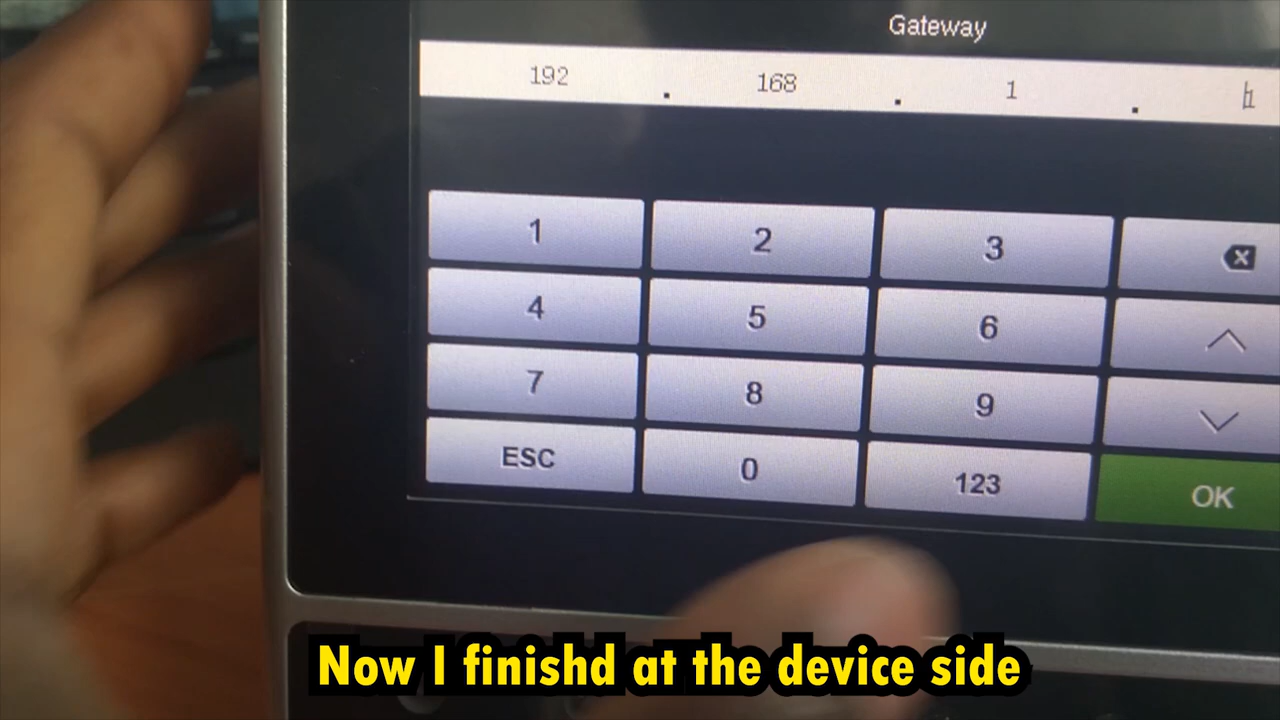 Gateway
192 . 168 . 1 . 1
1 2 3
4 5 6
7 8 9
ESC 0 123 OK
Now I finishd at the device side